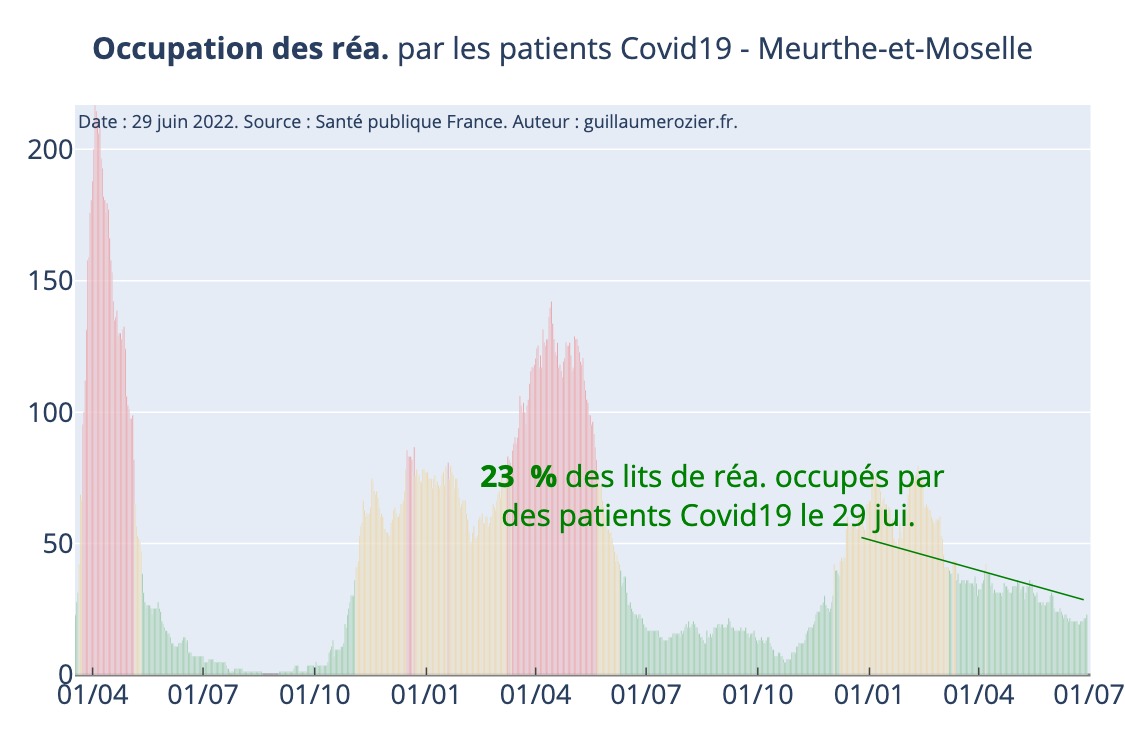 Occupation des réa. par les patients Covid19 - Meurthe-et-Moselle
Date : 29 juin 2022. Source : Santé publique France. Auteur : guillaumerozier.fr.
200
150
100
23 % des lits de réa. occupés par
des patients Covid19 le 29 jui.
50
0
01/04 01/07 01/10 01/01 01/04 01/07 01/10 01/01 01/04 01/07